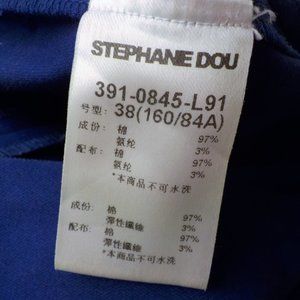 STEPHANE DOU
391-0845-L91
号型: 38(160/84A)
成份: 棉 97%
氨纶 3%
配布: 棉 97%
氨纶 3%
*本商品不可水洗
成份: 棉 97%
彈性纖維 3%
配布: 棉 97%
彈性纖維 3%
*本商品不可水洗